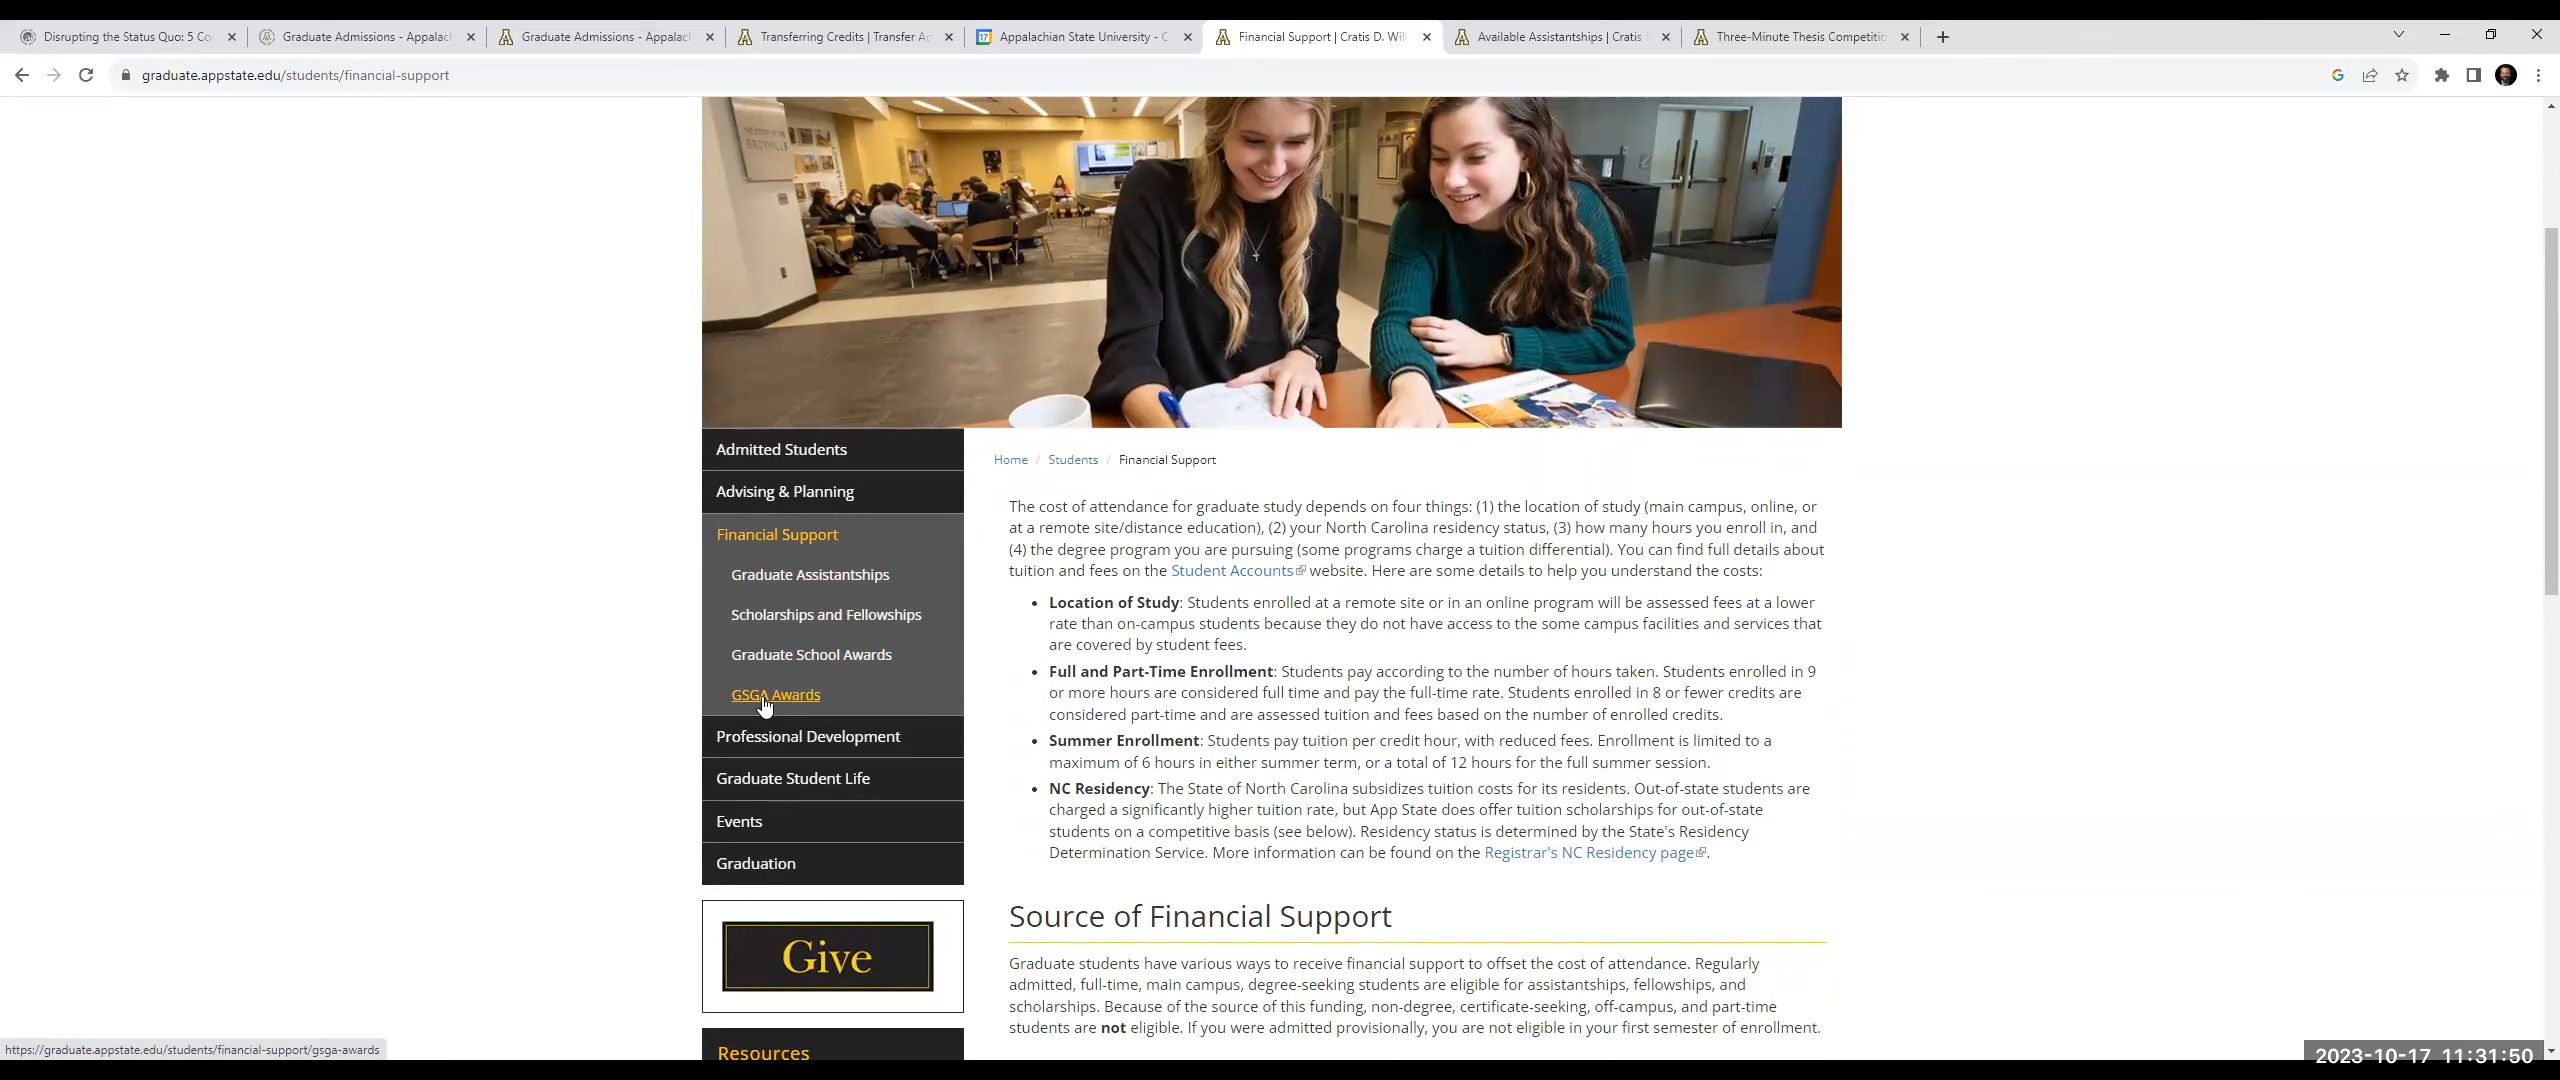 Disrupting the Status Quo: 5 Co
Graduate Admissions - Appalach
Graduate Admissions - Appalach
Transferring Credits | Transfer Ad
Appalachian State University - C
Financial Support | Cratis D. Will
Available Assistantships | Cratis
Three-Minute Thesis Competitic
graduate.appstate.edu/students/financial-support
Admitted Students
Advising & Planning
Financial Support
Graduate Assistantships
Scholarships and Fellowships
Graduate School Awards
GSGA Awards
Professional Development
Graduate Student Life
Events
Graduation
Give
Resources
Home / Students / Financial Support
The cost of attendance for graduate study depends on four things: (1) the location of study (main campus, online, or
at a remote site/distance education), (2) your North Carolina residency status, (3) how many hours you enroll in, and
(4) the degree program you are pursuing (some programs charge a tuition differential). You can find full details about
tuition and fees on the Student Accounts website. Here are some details to help you understand the costs:
• Location of Study: Students enrolled at a remote site or in an online program will be assessed fees at a lower
rate than on-campus students because they do not have access to the some campus facilities and services that
are covered by student fees.
• Full and Part-Time Enrollment: Students pay according to the number of hours taken. Students enrolled in 9
or more hours are considered full time and pay the full-time rate. Students enrolled in 8 or fewer credits are
considered part-time and are assessed tuition and fees based on the number of enrolled credits.
• Summer Enrollment: Students pay tuition per credit hour, with reduced fees. Enrollment is limited to a
maximum of 6 hours in either summer term, or a total of 12 hours for the full summer session.
• NC Residency: The State of North Carolina subsidizes tuition costs for its residents. Out-of-state students are
charged a significantly higher tuition rate, but App State does offer tuition scholarships for out-of-state
students on a competitive basis (see below). Residency status is determined by the State's Residency
Determination Service. More information can be found on the Registrar's NC Residency page.
Source of Financial Support
Graduate students have various ways to receive financial support to offset the cost of attendance. Regularly
admitted, full-time, main campus, degree-seeking students are eligible for assistantships, fellowships, and
scholarships. Because of the source of this funding, non-degree, certificate-seeking, off-campus, and part-time
students are not eligible. If you were admitted provisionally, you are not eligible in your first semester of enrollment.
https://graduate.appstate.edu/students/financial-support/gsga-awards
2023-10-17 11:31:50